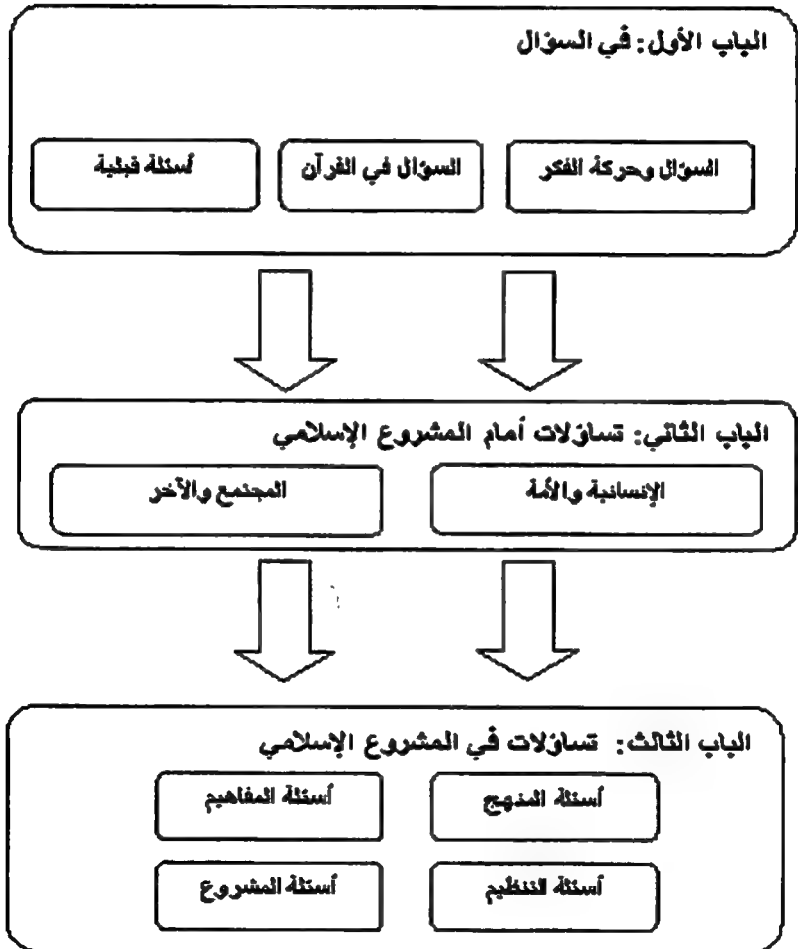 الباب الأول: في السؤال
السؤال وحركة الفكر
السؤال في القرآن
أسئلة قبلية
الباب الثاني: تساؤلات أمام المشروع الإسلامي
الإنسانية والأمة
المجتمع والآخر
الباب الثالث: تساؤلات في المشروع الإسلامي
أسئلة المنهج
أسئلة المفاهيم
أسئلة التنظيم
أسئلة المشروع